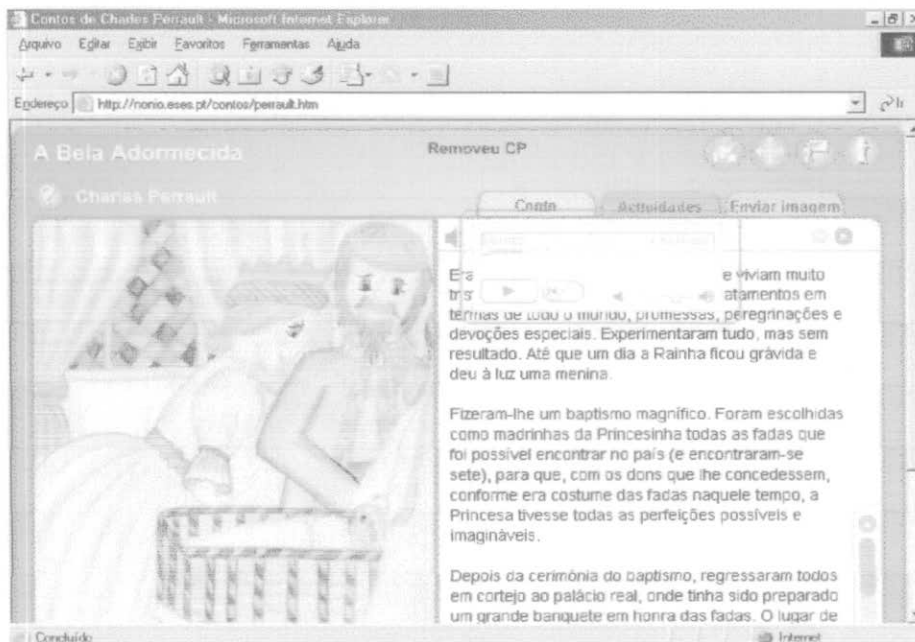 Contos de Charles Perrault - Microsoft Internet Explorer
Arquivo Editar Exibir Favoritos Ferramentas Ajuda
Endereço http://nonio.eses.pt/contos/perrault.htm Ir
A Bela Adormecida Removeu CP
Charles Perrault
Conto Actividades Enviar imagem
Era e viviam muito
atamentos em
termas de todo o mundo, promessas, peregrinações e
devoções especiais. Experimentaram tudo, mas sem
resultado. Até que um dia a Rainha ficou grávida e
deu à luz uma menina.
Fizeram-lhe um baptismo magnífico. Foram escolhidas
como madrinhas da Princesinha todas as fadas que
foi possível encontrar no país (e encontraram-se
sete), para que, com os dons que lhe concedessem,
conforme era costume das fadas naquele tempo, a
Princesa tivesse todas as perfeições possíveis e
imagináveis.
Depois da cerimónia do baptismo, regressaram todos
em cortejo ao palácio real, onde tinha sido preparado
um grande banquete em honra das fadas. O lugar de
Concluído Internet